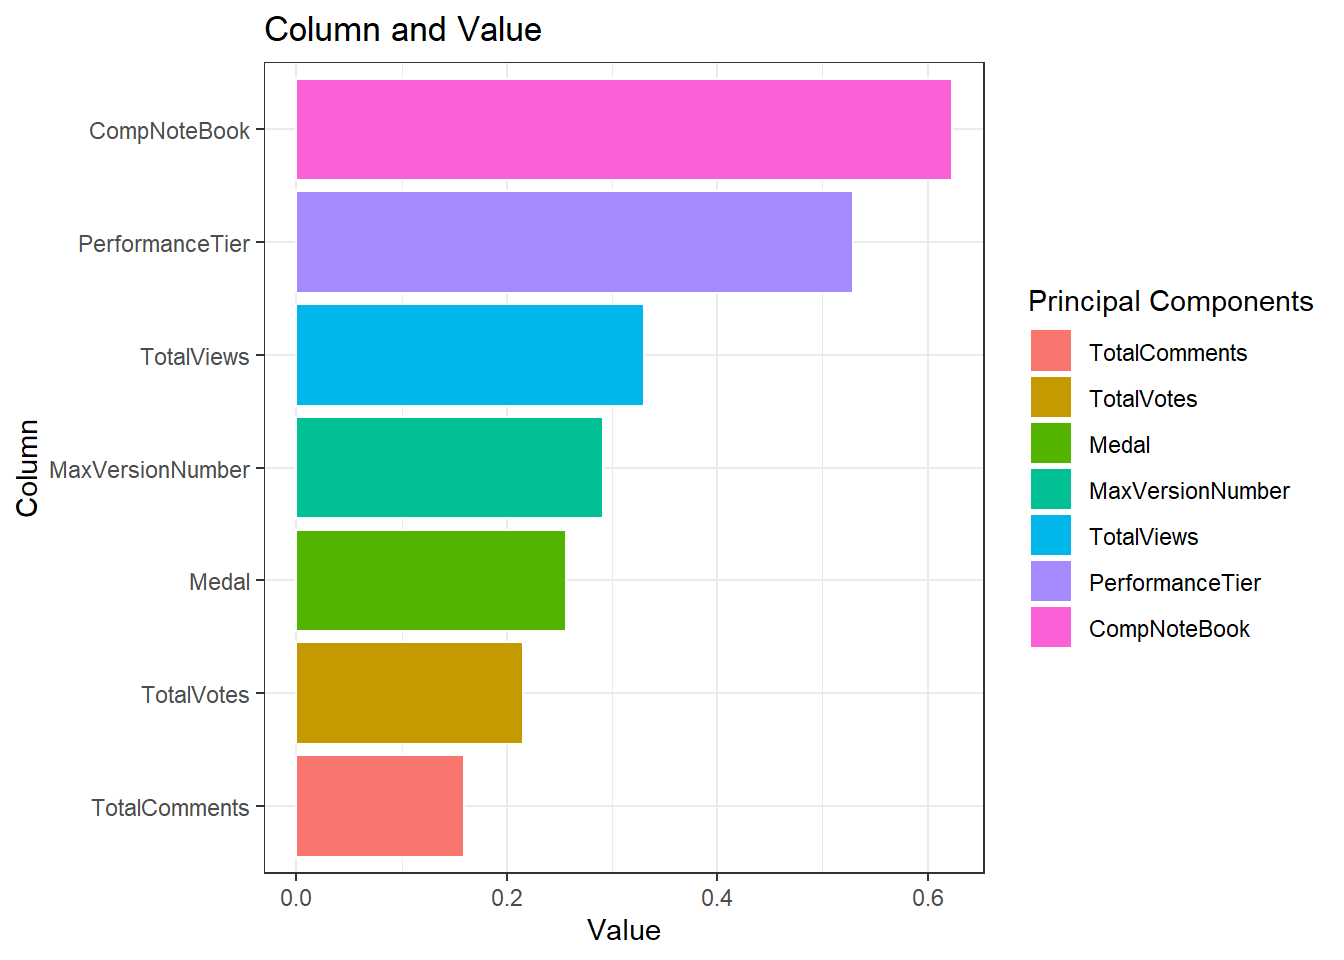 Column and Value
CompNoteBook
PerformanceTier
TotalViews
MaxVersionNumber
Medal
TotalVotes
TotalComments
Column
0.0 0.2 0.4 0.6
Value
Principal Components
TotalComments
TotalVotes
Medal
MaxVersionNumber
TotalViews
PerformanceTier
CompNoteBook